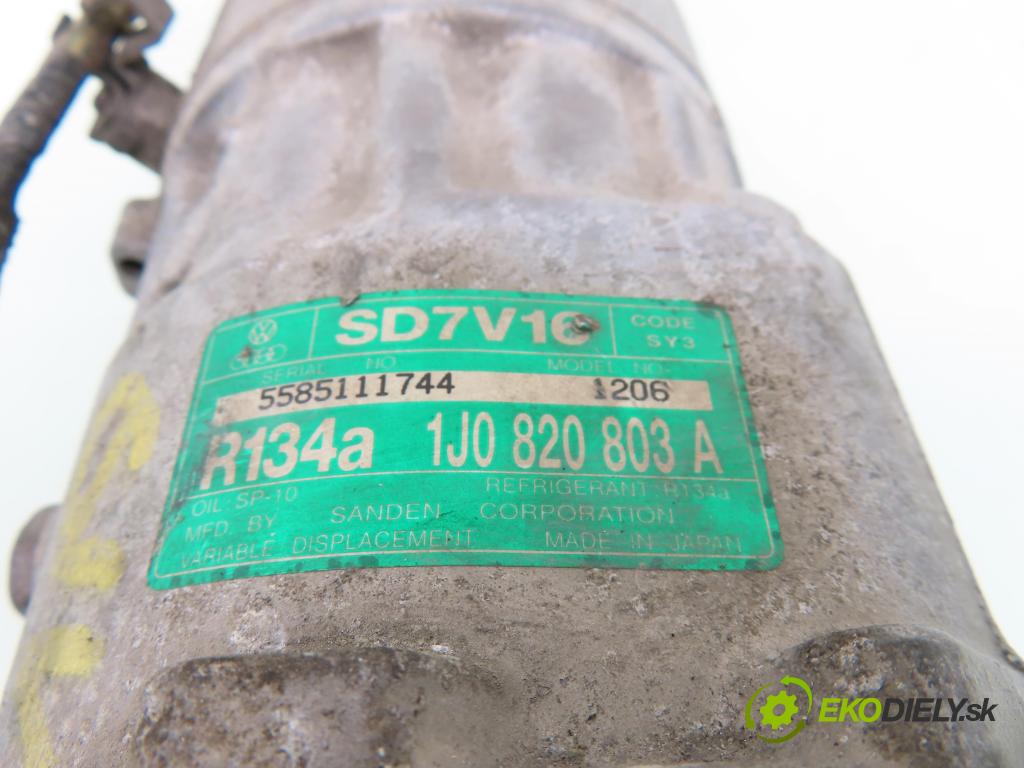 SD7V16
CODE
SY3
SERIAL NO
MODEL NO-
5585111744 1206
R134a 1J0 820 803 A
OIL: SP-10 REFRIGERANT: R134a
MFD BY SANDEN CORPORATION
VARIABLE DISPLACEMENT MADE IN JAPAN
EKODIELY.sk